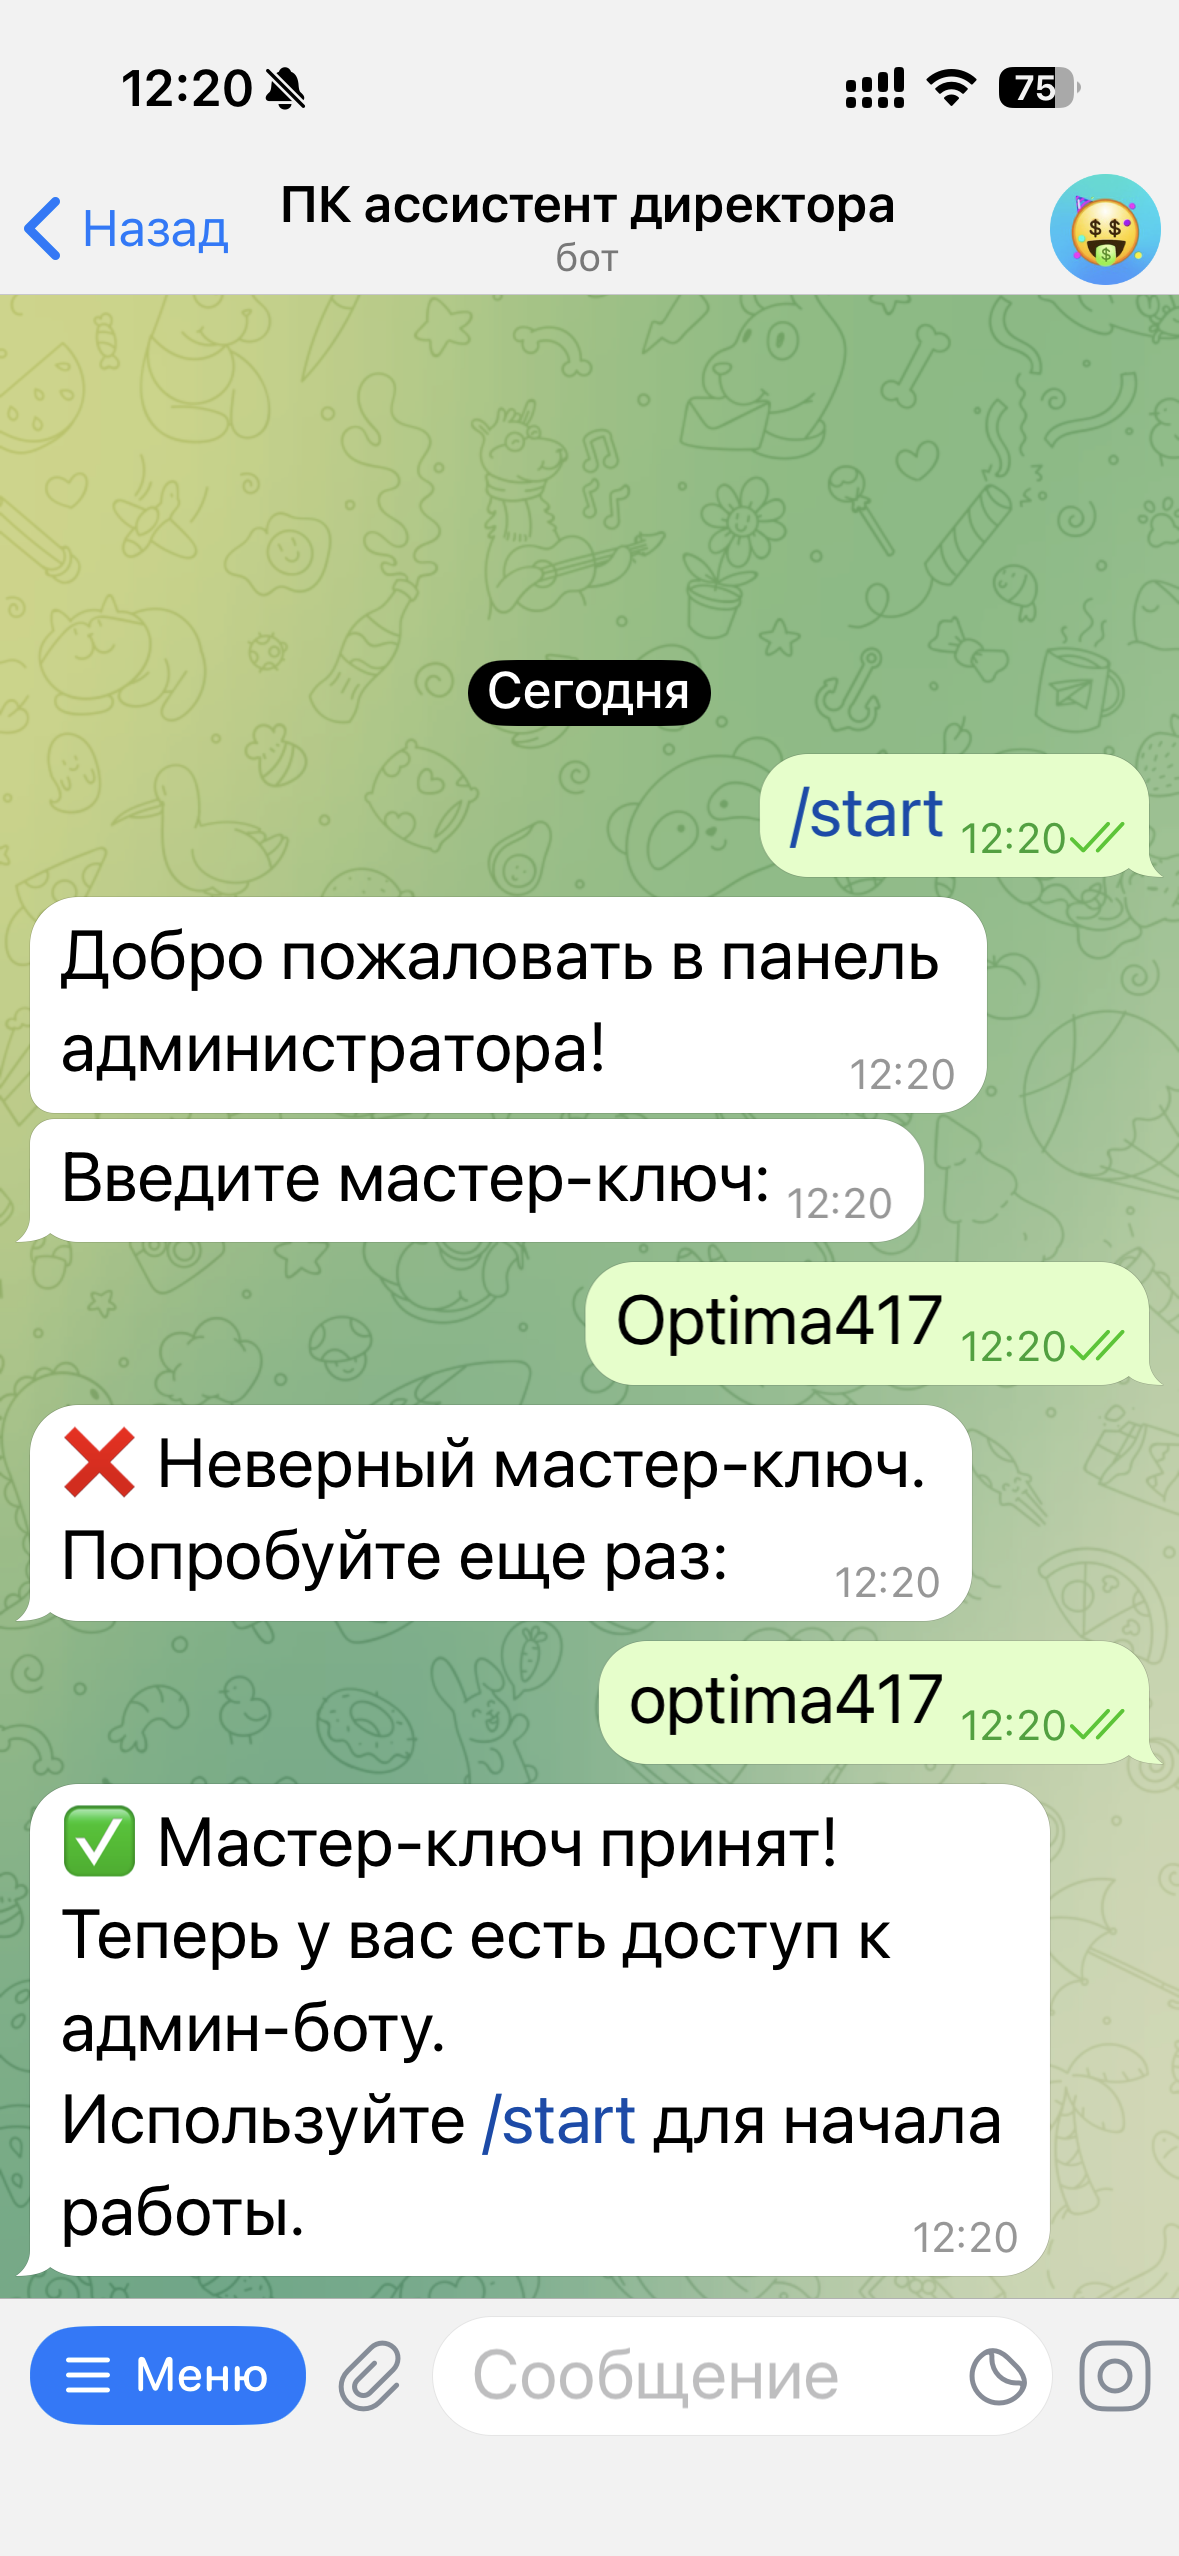 12:20
75
Назад
ПК ассистент директора
бот
Сегодня
/start 12:20
Добро пожаловать в панель
администратора!
12:20
Введите мастер-ключ: 12:20
Optima417 12:20
❌ Неверный мастер-ключ.
Попробуйте еще раз:
12:20
optima417 12:20
✅ Мастер-ключ принят!
Теперь у вас есть доступ к
админ-боту.
Используйте /start для начала
работы.
12:20
Меню
Сообщение